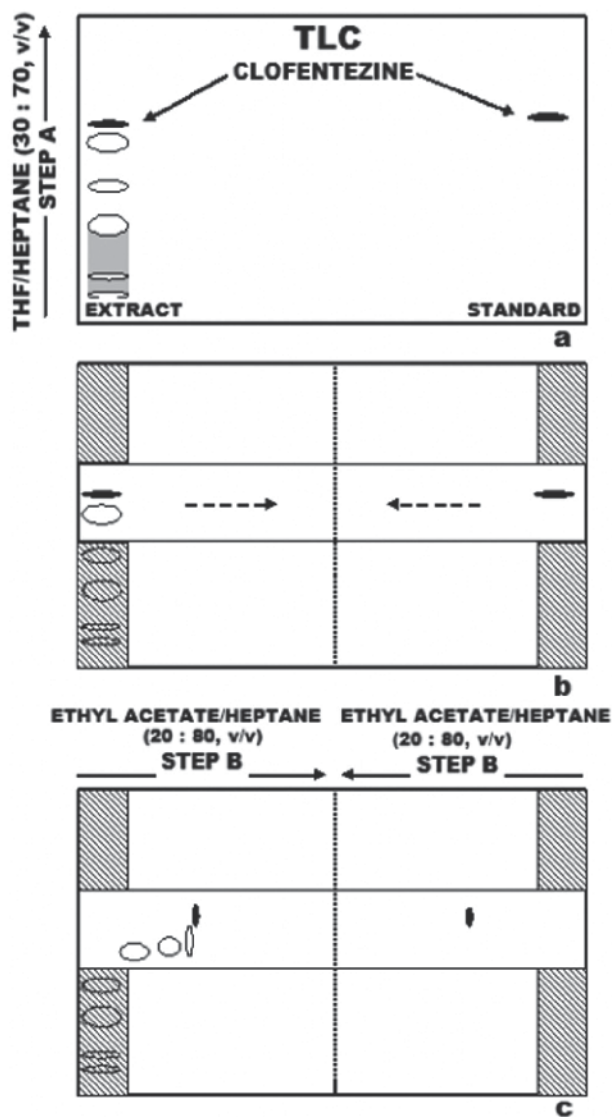 TLC
CLOFENTEZINE
THF/HEPTANE (30 : 70, v/v)
STEP A
EXTRACT
STANDARD
a
b
ETHYL ACETATE/HEPTANE
(20 : 80, v/v)
STEP B
ETHYL ACETATE/HEPTANE
(20 : 80, v/v)
STEP B
c